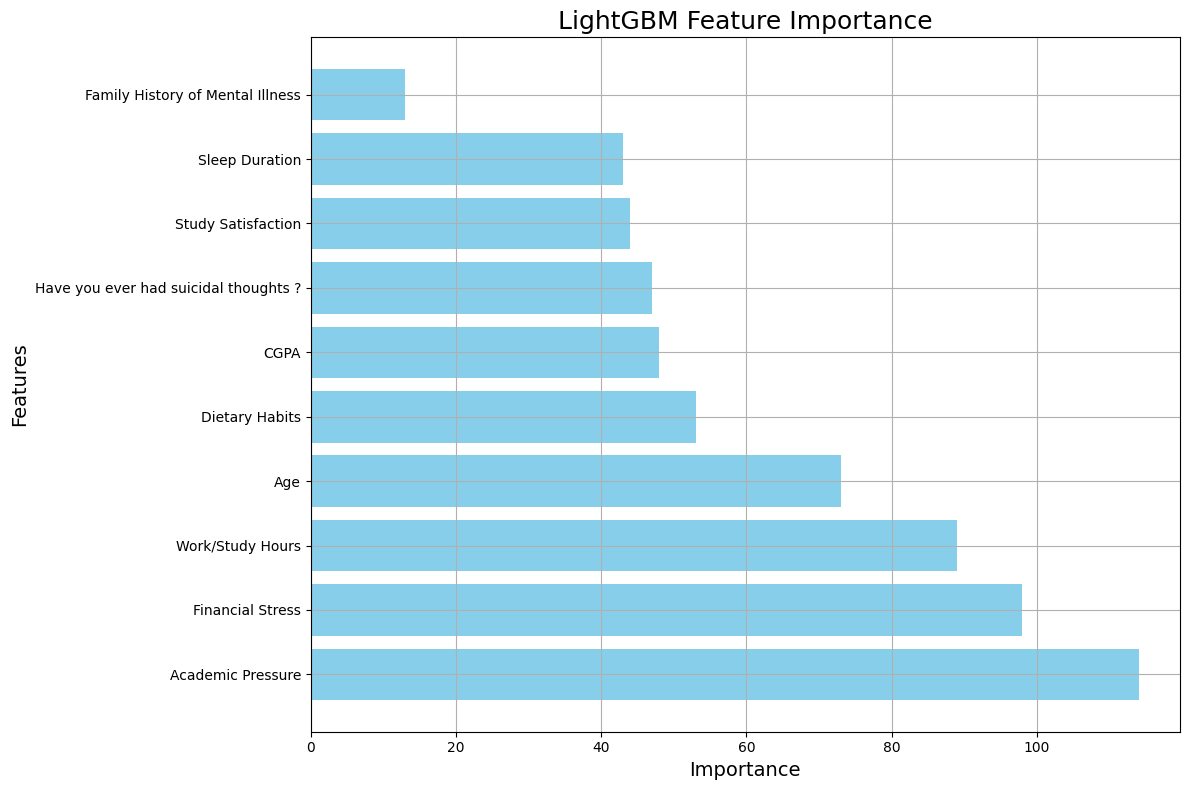 LightGBM Feature Importance
Features
Family History of Mental Illness
Sleep Duration
Study Satisfaction
Have you ever had suicidal thoughts ?
CGPA
Dietary Habits
Age
Work/Study Hours
Financial Stress
Academic Pressure
0 20 40 60 80 100
Importance